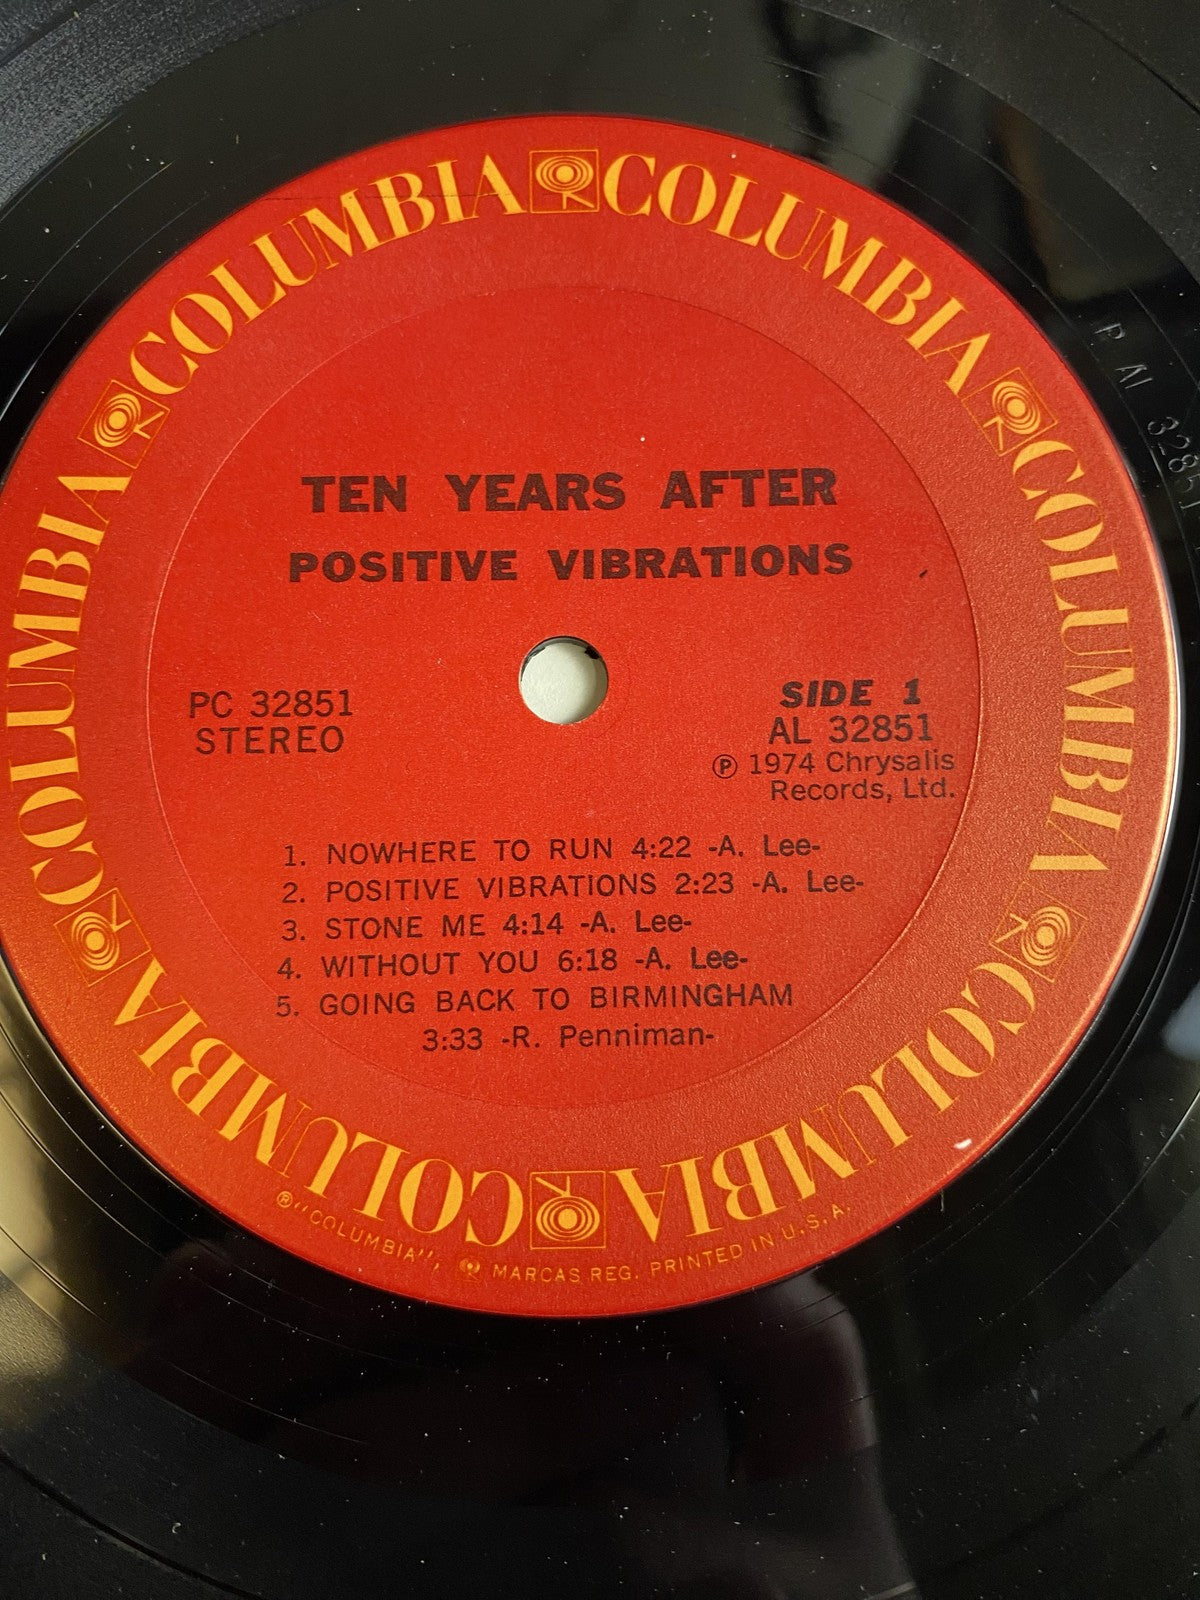 COLUMBIA COLUMBIA COLUMBIA COLUMBIA COLUMBIA COLUMBIA
TEN YEARS AFTER
POSITIVE VIBRATIONS
PC 32851
STEREO
SIDE 1
AL 32851
℗ 1974 Chrysalis
Records, Ltd.
1. NOWHERE TO RUN 4:22 -A. Lee-
2. POSITIVE VIBRATIONS 2:23 -A. Lee-
3. STONE ME 4:14 -A. Lee-
4. WITHOUT YOU 6:18 -A. Lee-
5. GOING BACK TO BIRMINGHAM
3:33 -R. Penniman-
®"COLUMBIA", MARCAS REG. PRINTED IN U.S.A.
P AL 32851